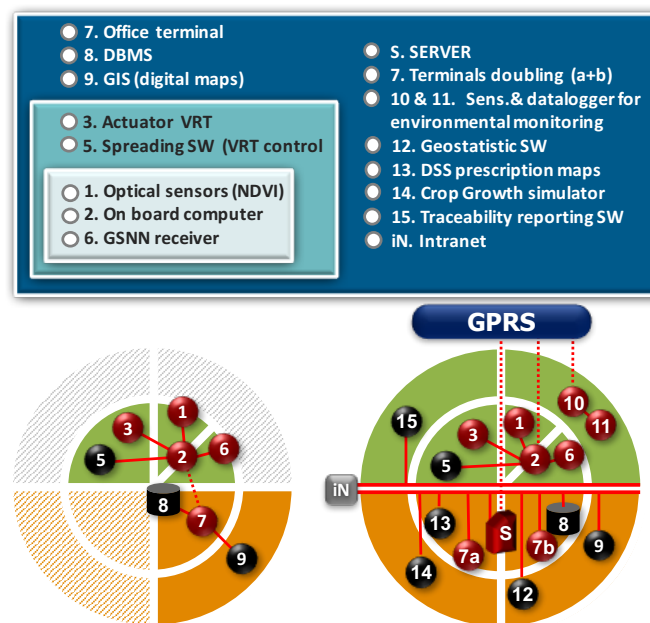 7. Office terminal
8. DBMS
9. GIS (digital maps)
3. Actuator VRT
5. Spreading SW (VRT control
1. Optical sensors (NDVI)
2. On board computer
6. GSNN receiver
S. SERVER
7. Terminals doubling (a+b)
10 & 11. Sens.& datalogger for
environmental monitoring
12. Geostatistic SW
13. DSS prescription maps
14. Crop Growth simulator
15. Traceability reporting SW
iN. Intranet
GPRS
1
3
2
6
5
8
7
9
10
11
15
1
3
2
6
5
iN
13
S
8
7a
7b
9
14
12